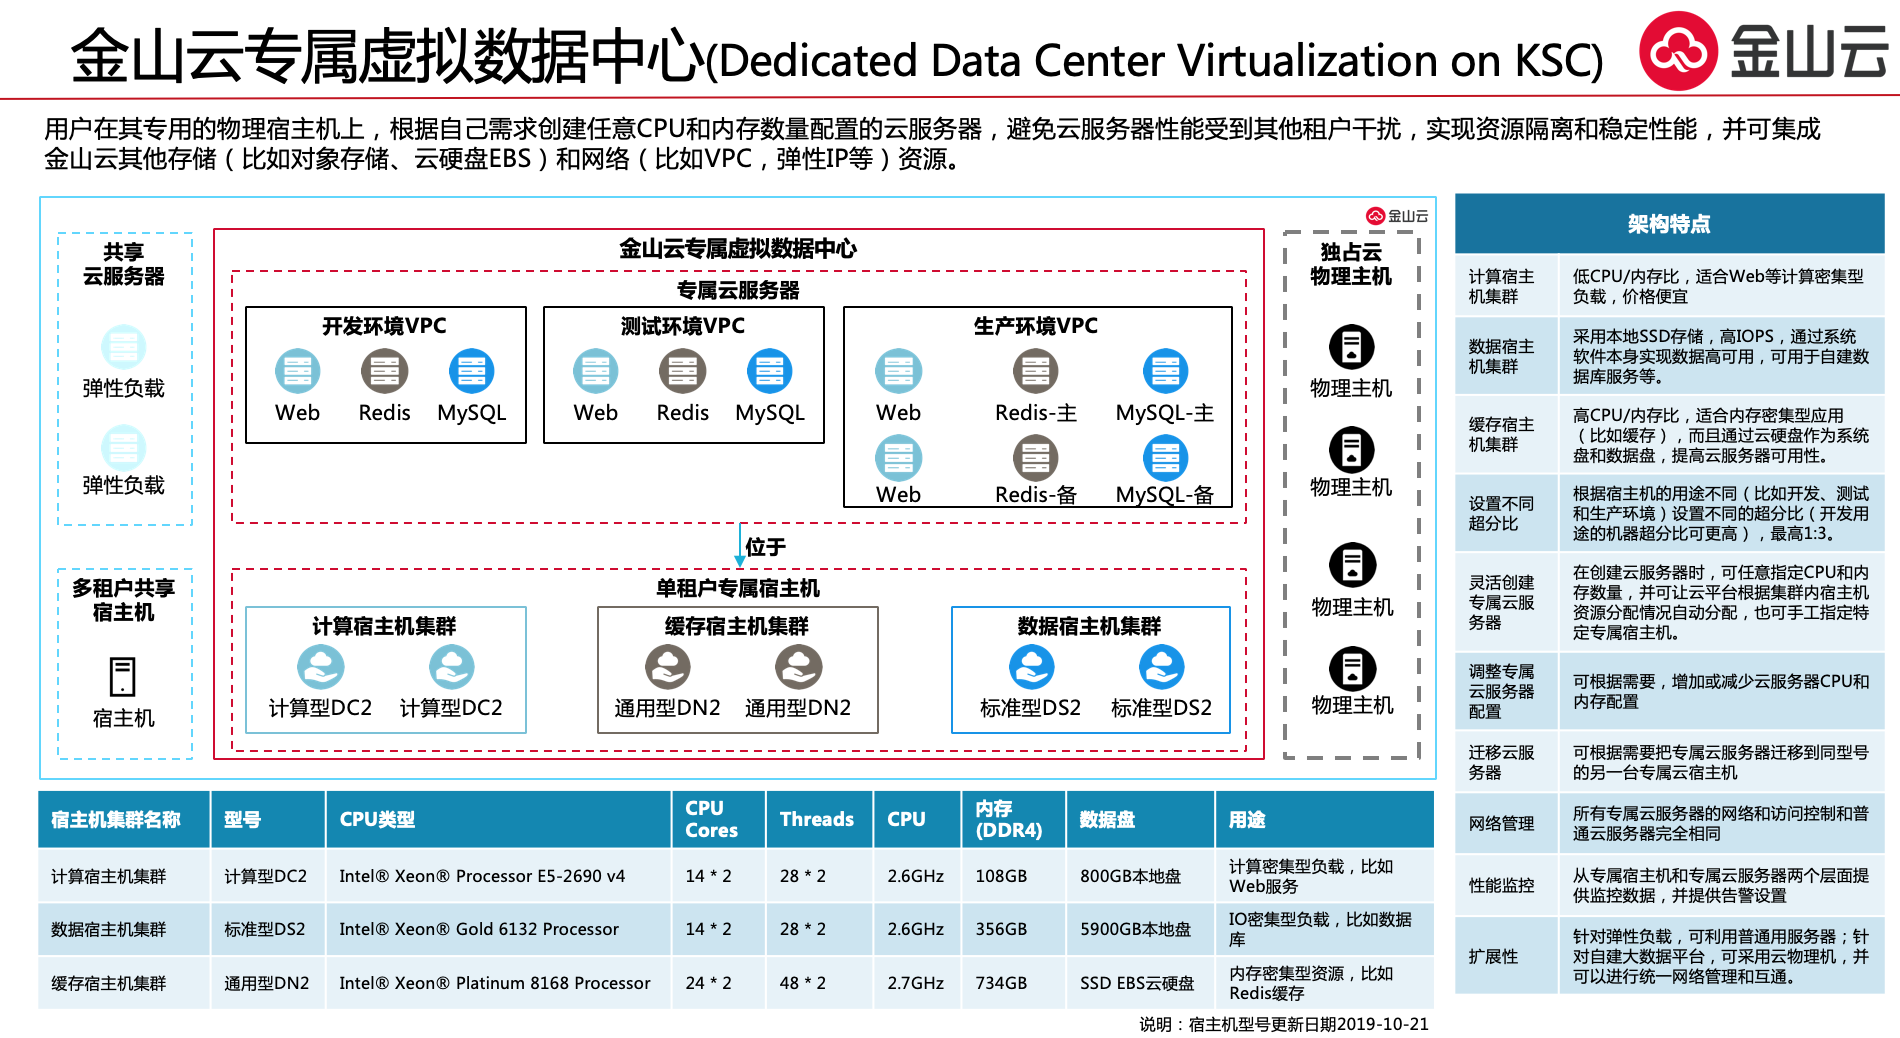 金山云专属虚拟数据中心(Dedicated Data Center Virtualization on KSC)
金山云
用户在其专用的物理宿主机上，根据自己需求创建任意CPU和内存数量配置的云服务器，避免云服务器性能受到其他租户干扰，实现资源隔离和稳定性能，并可集成
金山云其他存储（比如对象存储、云硬盘EBS）和网络（比如VPC，弹性IP等）资源。
金山云
共享
云服务器
弹性负载
弹性负载
多租户共享
宿主机
宿主机
金山云专属虚拟数据中心
专属云服务器
开发环境VPC
Web Redis MySQL
测试环境VPC
Web Redis MySQL
生产环境VPC
Web Redis-主 MySQL-主
Web Redis-备 MySQL-备
位于
单租户专属宿主机
计算宿主机集群
计算型DC2 计算型DC2
缓存宿主机集群
通用型DN2 通用型DN2
数据宿主机集群
标准型DS2 标准型DS2
独占云
物理主机
物理主机
物理主机
物理主机
物理主机
宿主机集群名称 型号 CPU类型 CPU Cores Threads CPU 内存(DDR4) 数据盘 用途
计算宿主机集群 计算型DC2 Intel® Xeon® Processor E5-2690 v4 14 * 2 28 * 2 2.6GHz 108GB 800GB本地盘 计算密集型负载，比如
Web服务
数据宿主机集群 标准型DS2 Intel® Xeon® Gold 6132 Processor 14 * 2 28 * 2 2.6GHz 356GB 5900GB本地盘 IO密集型负载，比如数据
库
缓存宿主机集群 通用型DN2 Intel® Xeon® Platinum 8168 Processor 24 * 2 48 * 2 2.7GHz 734GB SSD EBS云硬盘 内存密集型资源，比如
Redis缓存
说明：宿主机型号更新日期2019-10-21
架构特点
计算宿主
机集群
低CPU/内存比，适合Web等计算密集型
负载，价格便宜
数据宿主
机集群
采用本地SSD存储，高IOPS，通过系统
软件本身实现数据高可用，可用于自建数
据库服务等。
缓存宿主
机集群
高CPU/内存比，适合内存密集型应用
（比如缓存），而且通过云硬盘作为系统
盘和数据盘，提高云服务器可用性。
设置不同
超分比
根据宿主机的用途不同（比如开发、测试
和生产环境）设置不同的超分比（开发用
途的机器超分比可更高），最高1:3。
灵活创建
专属云服
务器
在创建云服务器时，可任意指定CPU和内
存数量，并可让云平台根据集群内宿主机
资源分配情况自动分配，也可手工指定特
定专属宿主机。
调整专属
云服务器
配置
可根据需要，增加或减少云服务器CPU和
内存配置
迁移云服
务器
可根据需要把专属云服务器迁移到同型号
的另一台专属云宿主机
网络管理
所有专属云服务器的网络和访问控制和普
通云服务器完全相同
性能监控
从专属宿主机和专属云服务器两个层面提
供监控数据，并提供告警设置
扩展性
针对弹性负载，可利用普通用服务器；针
对自建大数据平台，可采用云物理机，并
可以进行统一网络管理和互通。